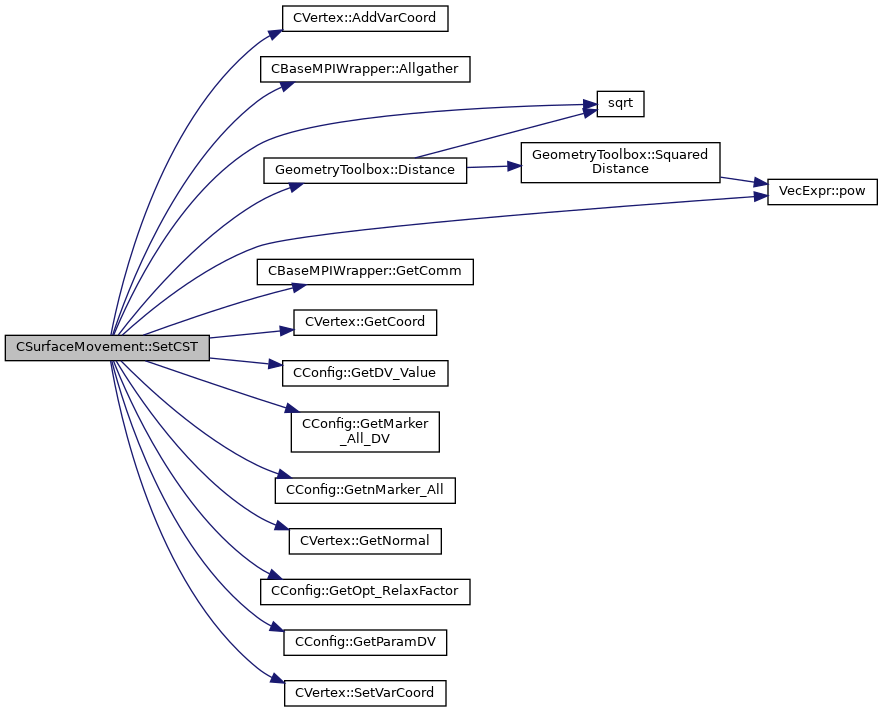 CVertex::AddVarCoord
CBaseMPIWrapper::Allgather
sqrt
GeometryToolbox::Distance
GeometryToolbox::Squared
Distance
VecExpr::pow
CBaseMPIWrapper::GetComm
CVertex::GetCoord
CSurfaceMovement::SetCST
CConfig::GetDV_Value
CConfig::GetMarker
_All_DV
CConfig::GetnMarker_All
CVertex::GetNormal
CConfig::GetOpt_RelaxFactor
CConfig::GetParamDV
CVertex::SetVarCoord